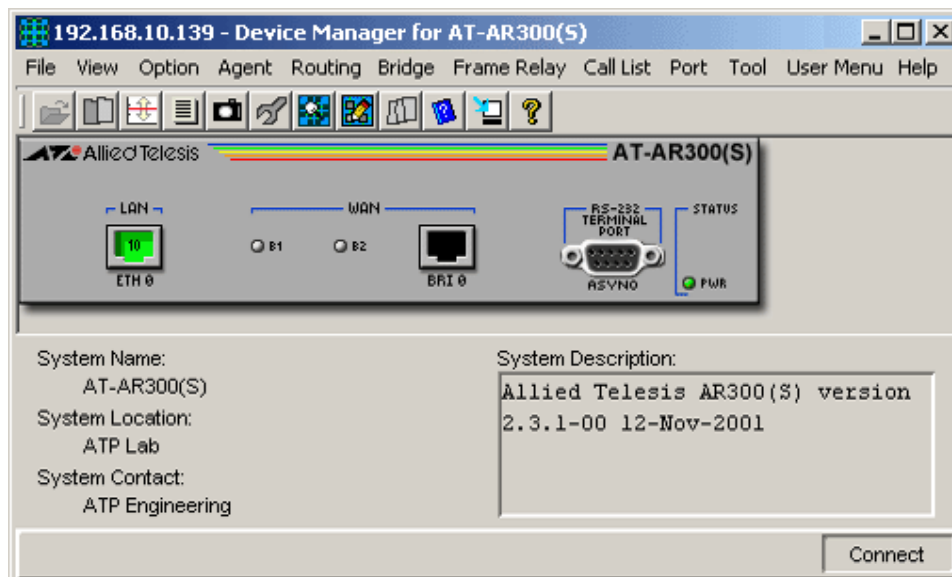 192.168.10.139 - Device Manager for AT-AR300(S)
File View Option Agent Routing Bridge Frame Relay Call List Port Tool User Menu Help
Allied Telesis AT-AR300(S)
LAN WAN RS-232 TERMINAL PORT STATUS
10 B1 B2
ETH 0 BRI 0 ASYN0 PWR
System Name:
AT-AR300(S)
System Location:
ATP Lab
System Contact:
ATP Engineering
System Description:
Allied Telesis AR300(S) version
2.3.1-00 12-Nov-2001
Connect